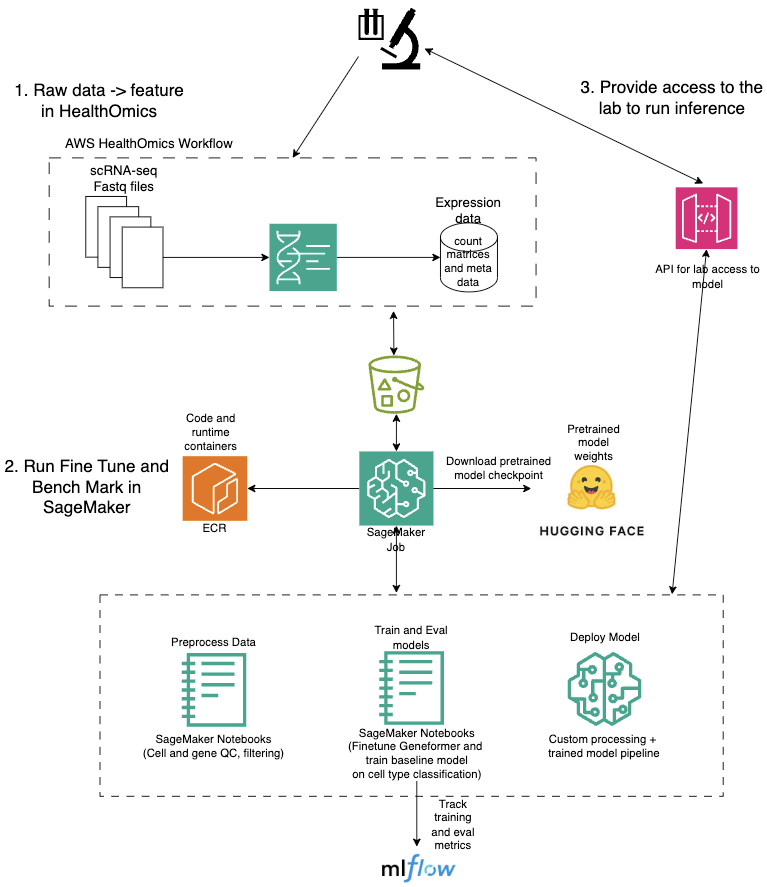 1. Raw data -> feature
in HealthOmics
3. Provide access to the
lab to run inference
AWS HealthOmics Workflow
scRNA-seq
Fastq files
Expression
data
count
matrices
and meta
data
</>
API for lab access to
model
Code and
runtime
containers
Pretrained
model
weights
2. Run Fine Tune and
Bench Mark in
SageMaker
Download pretrained
model checkpoint
ECR
SageMaker
Job
HUGGING FACE
Preprocess Data
Train and Eval
models
Deploy Model
SageMaker Notebooks
(Cell and gene QC, filtering)
SageMaker Notebooks
(Finetune Geneformer and
train baseline model
on cell type classification)
Custom processing +
trained model pipeline
Track
training
and eval
metrics
mlflow